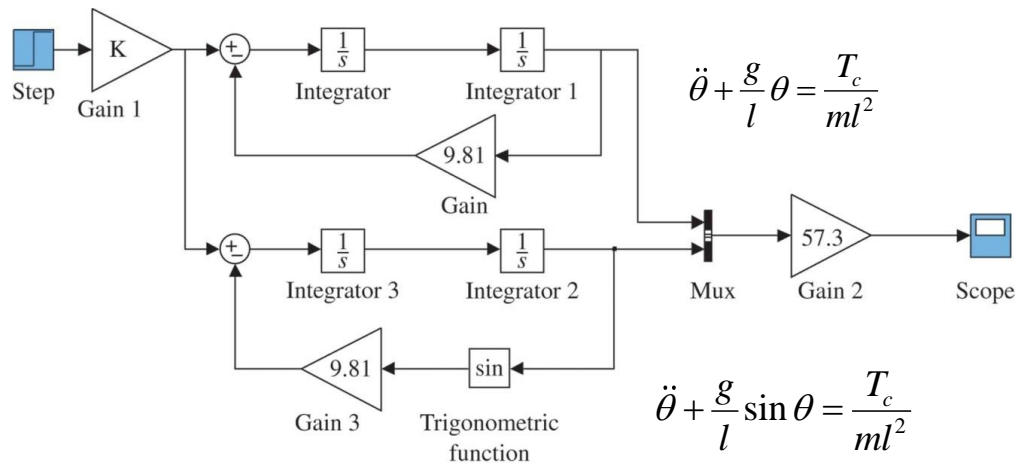 K
+
−
1/s
1/s
Step
Gain 1
Integrator
Integrator 1
θ̈ + g/l θ = T_c/ml²
9.81
Gain
57.3
+
−
1/s
1/s
Integrator 3
Integrator 2
Mux
Gain 2
Scope
9.81
sin
Gain 3
Trigonometric
function
θ̈ + g/l sin θ = T_c/ml²